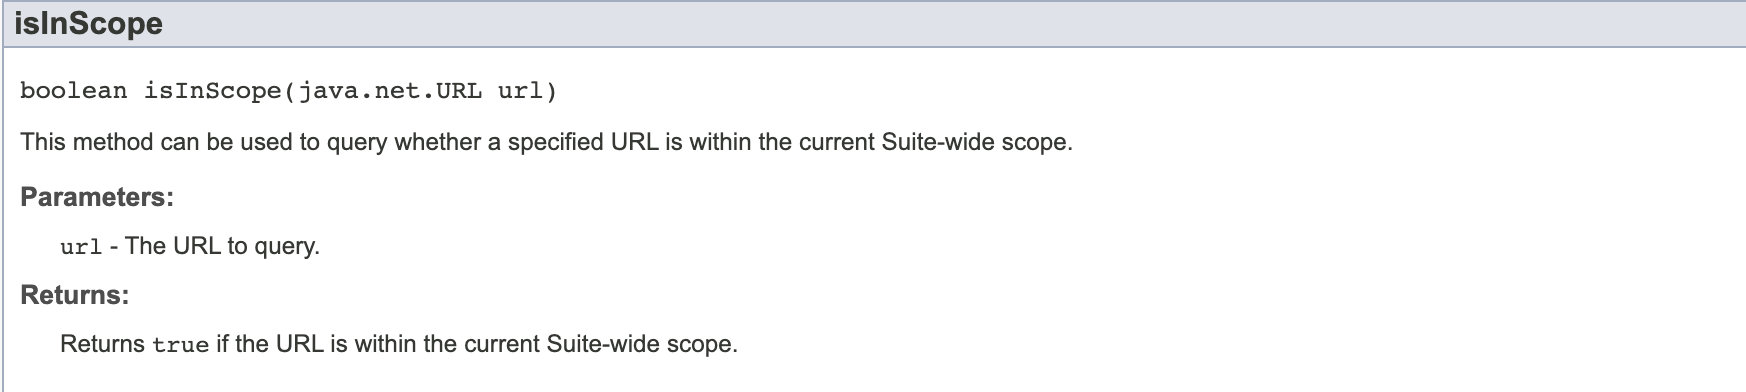 isInScope
boolean isInScope(java.net.URL url)
This method can be used to query whether a specified URL is within the current Suite-wide scope.
Parameters:
url - The URL to query.
Returns:
Returns true if the URL is within the current Suite-wide scope.